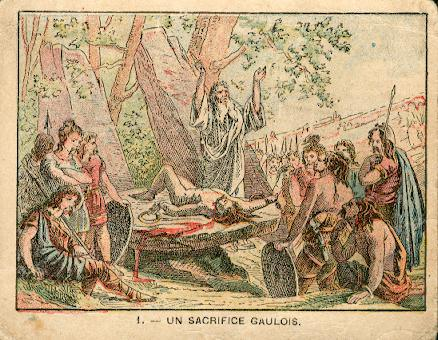 1. — UN SACRIFICE GAULOIS.